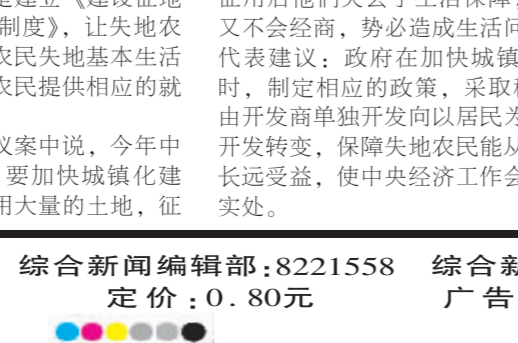 是建立《建设征地
制度》，让失地农
农民失地基本生活
农民提供相应的就
议案中说，今年中
要加快城镇化建
用大量的土地，征
征用后他们失去了生活保障，
又不会经商，势必造成生活问
代表建议：政府在加快城镇
时，制定相应的政策，采取
由开发商单独开发向以居民为
开发转变，保障失地农民能从
长远受益，使中央经济工作会
实处。
综合新闻编辑部:8221558 综合新
定价:0.80元 广告